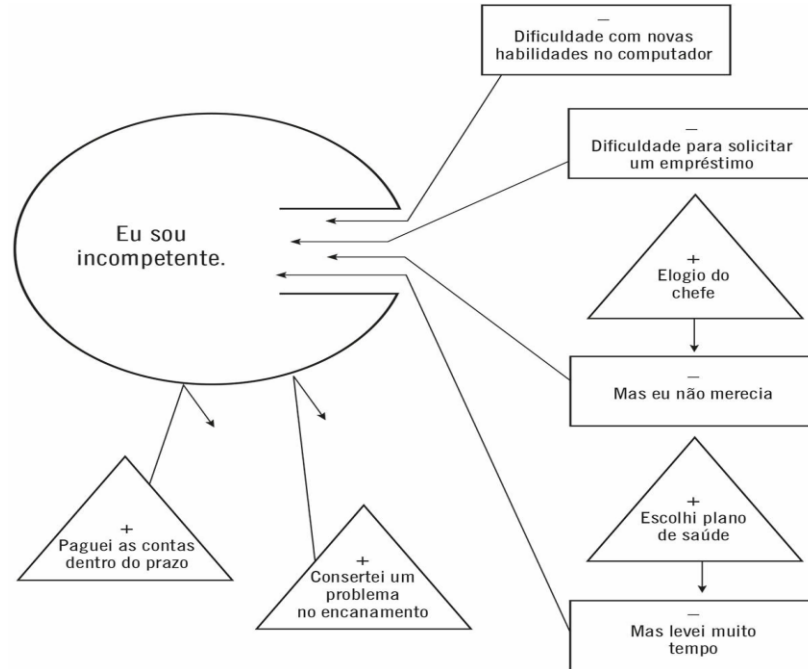 –
Dificuldade com novas
habilidades no computador
–
Dificuldade para solicitar
um empréstimo
Eu sou
incompetente.
+
Elogio do
chefe
–
Mas eu não merecia
+
Escolhi plano
de saúde
–
Mas levei muito
tempo
+
Paguei as contas
dentro do prazo
+
Consertei um
problema
no encanamento